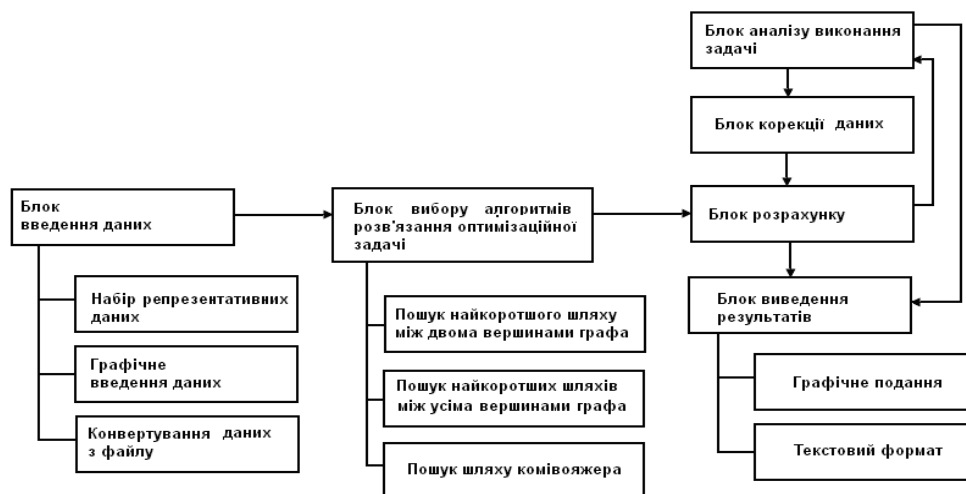 Блок аналізу виконання
задачі
Блок корекції даних
Блок
введення даних
Блок вибору алгоритмів
розв'язання оптимізаційної
задачі
Блок розрахунку
Набір репрезентативних
даних
Графічне
введення даних
Конвертування даних
з файлу
Пошук найкоротшого шляху
між двома вершинами графа
Пошук найкоротших шляхів
між усіма вершинами графа
Пошук шляху комівояжера
Блок виведення
результатів
Графічне подання
Текстовий формат